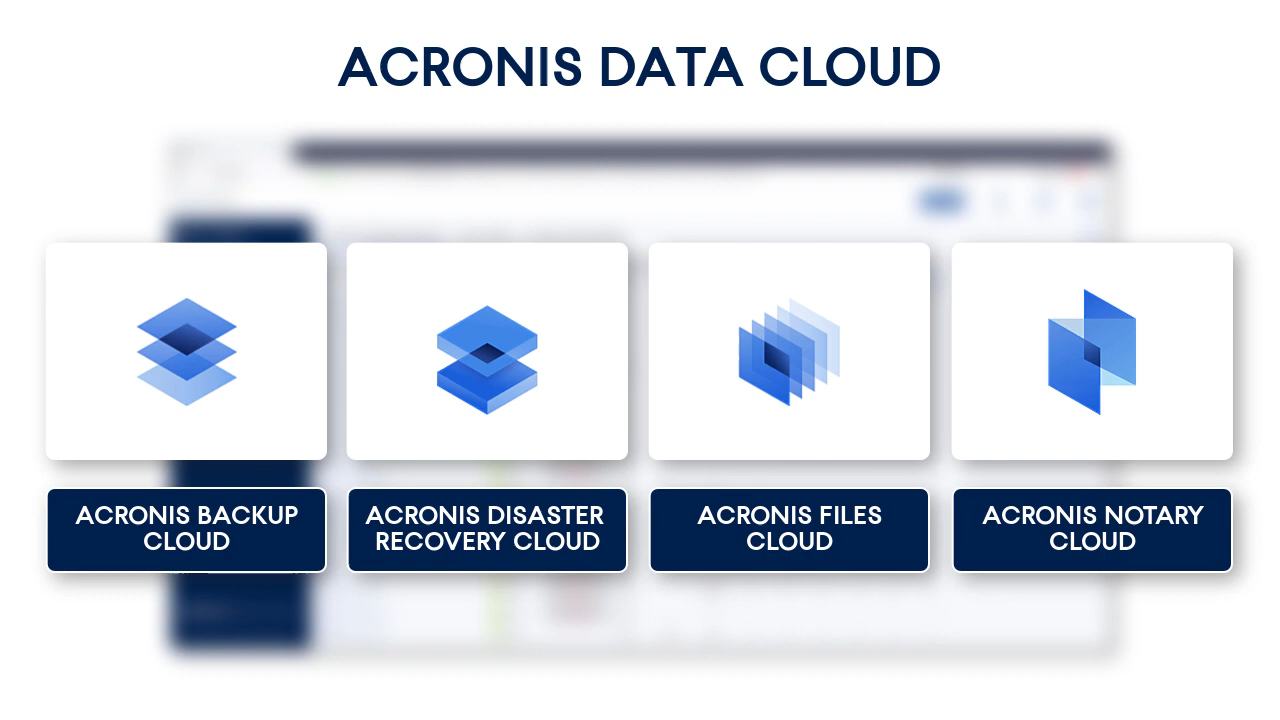 ACRONIS DATA CLOUD
ACRONIS BACKUP
CLOUD
ACRONIS DISASTER
RECOVERY CLOUD
ACRONIS FILES
CLOUD
ACRONIS NOTARY
CLOUD